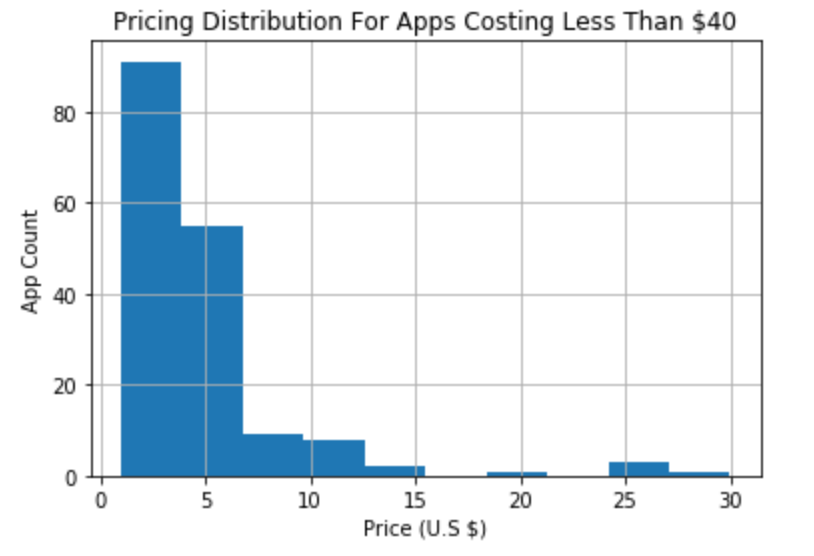 Pricing Distribution For Apps Costing Less Than $40
80
60
40
20
0
App Count
0 5 10 15 20 25 30
Price (U.S $)